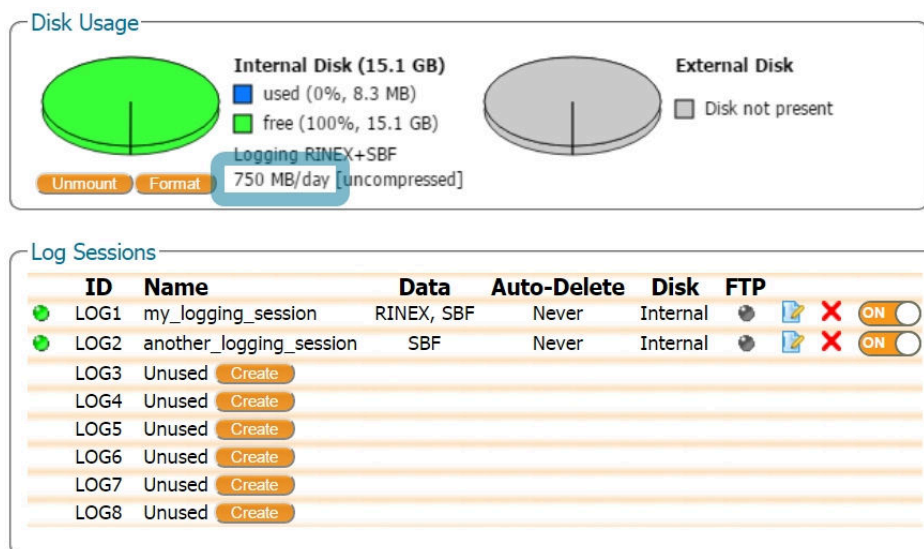 Disk Usage
Internal Disk (15.1 GB)
used (0%, 8.3 MB)
free (100%, 15.1 GB)
Logging RINEX+SBF
750 MB/day [uncompressed]
Unmount Format
External Disk
Disk not present
Log Sessions
ID Name Data Auto-Delete Disk FTP
LOG1 my_logging_session RINEX, SBF Never Internal ON
LOG2 another_logging_session SBF Never Internal ON
LOG3 Unused Create
LOG4 Unused Create
LOG5 Unused Create
LOG6 Unused Create
LOG7 Unused Create
LOG8 Unused Create